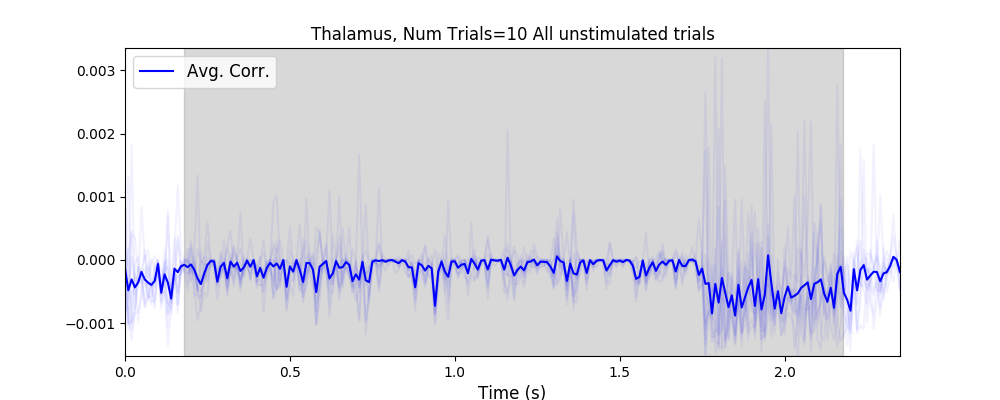 Thalamus, Num Trials=10 All unstimulated trials
Avg. Corr.
0.003
0.002
0.001
0.000
−0.001
0.0 0.5 1.0 1.5 2.0
Time (s)